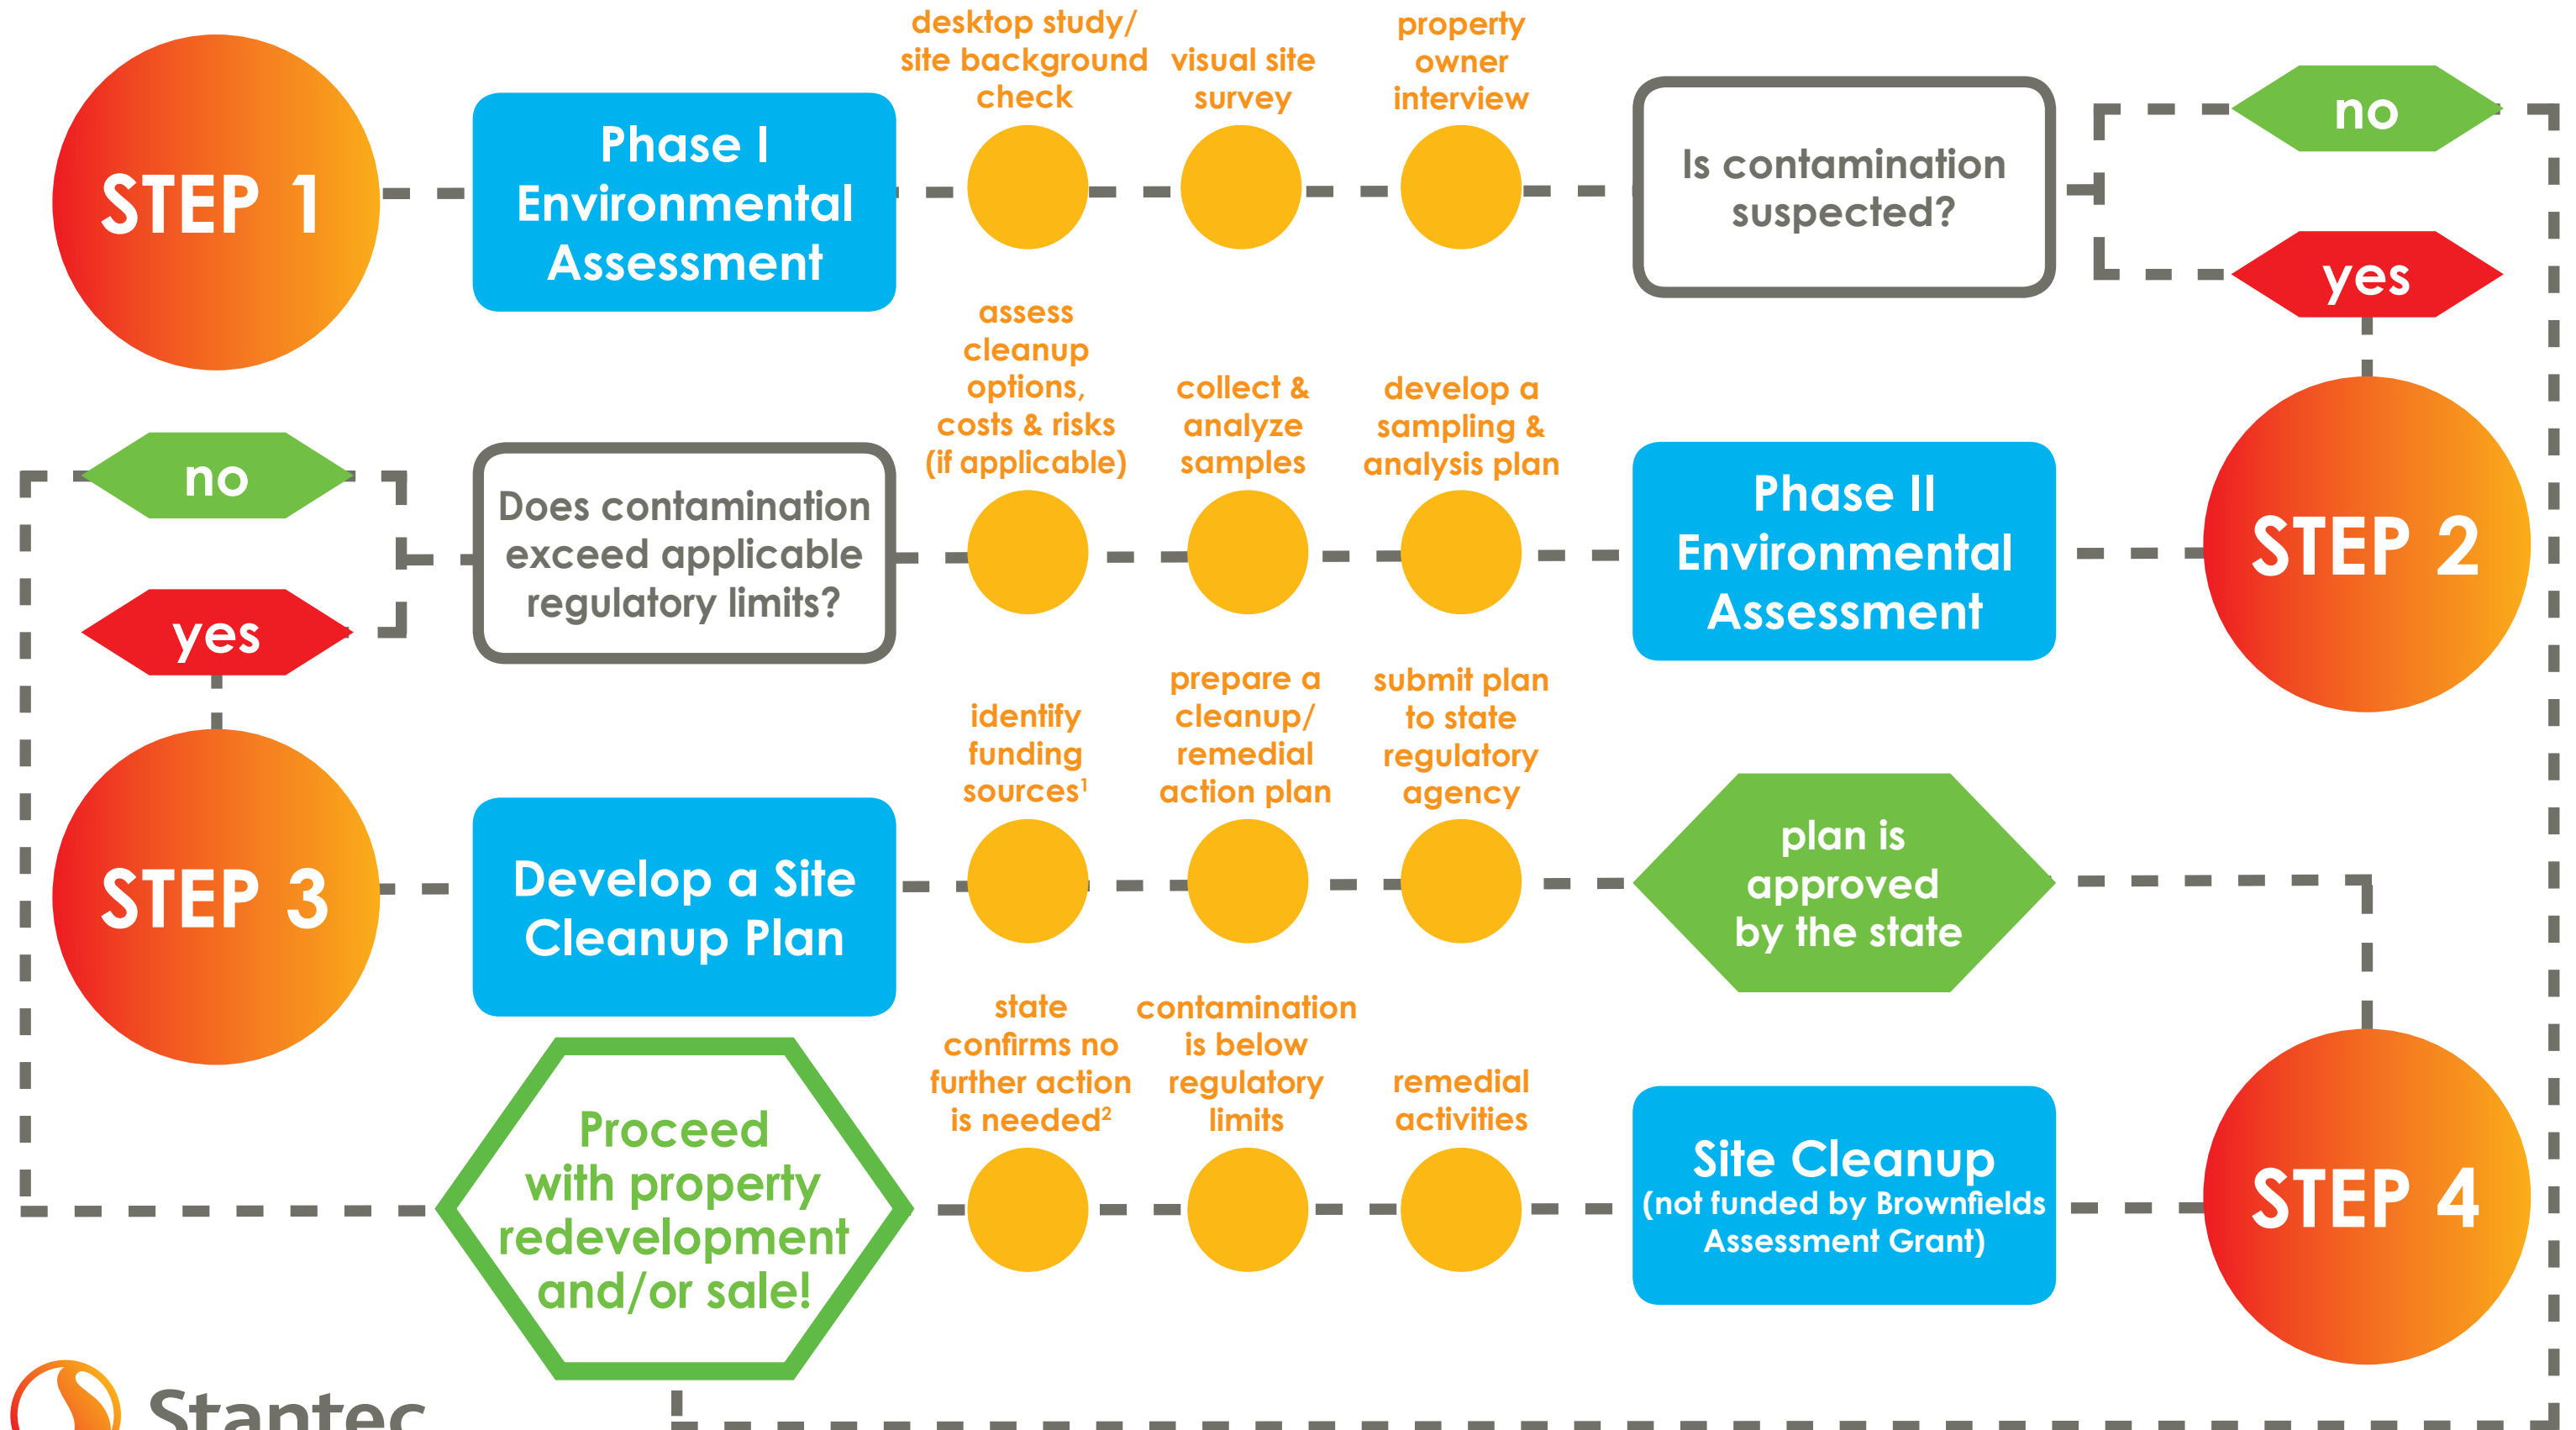 STEP 1
Phase I
Environmental
Assessment
desktop study/
site background
check
visual site
survey
property
owner
interview
Is contamination
suspected?
no
yes
STEP 2
Phase II
Environmental
Assessment
develop a
sampling &
analysis plan
collect &
analyze
samples
assess
cleanup
options,
costs & risks
(if applicable)
Does contamination
exceed applicable
regulatory limits?
no
yes
STEP 3
Develop a Site
Cleanup Plan
identify
funding
sources¹
prepare a
cleanup/
remedial
action plan
submit plan
to state
regulatory
agency
plan is
approved
by the state
STEP 4
Site Cleanup
(not funded by Brownfields
Assessment Grant)
remedial
activities
contamination
is below
regulatory
limits
state
confirms no
further action
is needed²
Proceed
with property
redevelopment
and/or sale!
Stantec